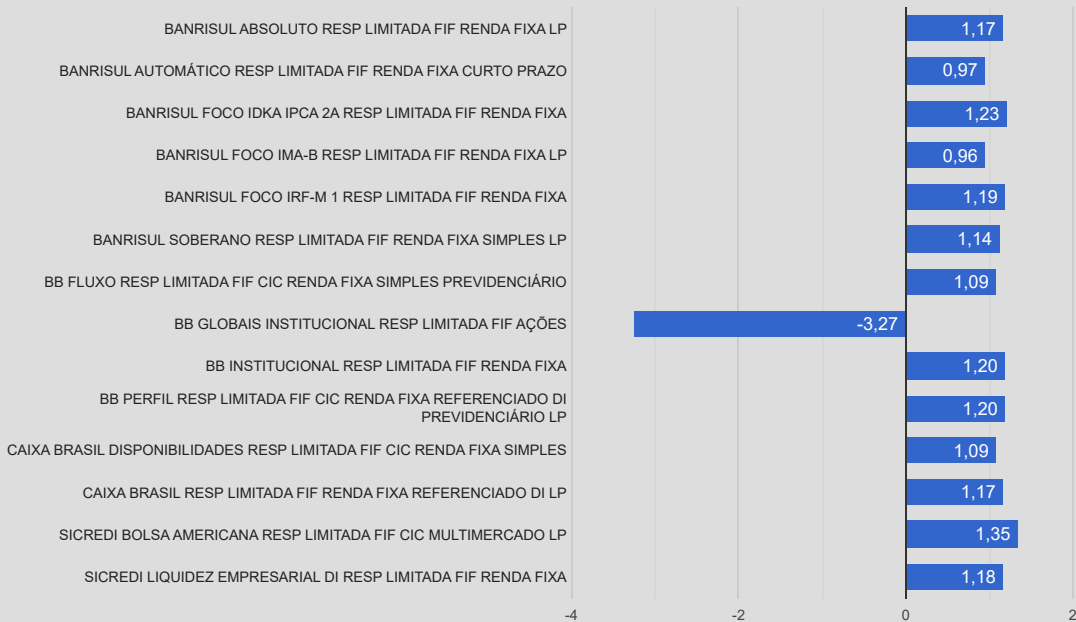 BANRISUL ABSOLUTO RESP LIMITADA FIF RENDA FIXA LP
1,17
BANRISUL AUTOMÁTICO RESP LIMITADA FIF RENDA FIXA CURTO PRAZO
0,97
BANRISUL FOCO IDKA IPCA 2A RESP LIMITADA FIF RENDA FIXA
1,23
BANRISUL FOCO IMA-B RESP LIMITADA FIF RENDA FIXA LP
0,96
BANRISUL FOCO IRF-M 1 RESP LIMITADA FIF RENDA FIXA
1,19
BANRISUL SOBERANO RESP LIMITADA FIF RENDA FIXA SIMPLES LP
1,14
BB FLUXO RESP LIMITADA FIF CIC RENDA FIXA SIMPLES PREVIDENCIÁRIO
1,09
BB GLOBAIS INSTITUCIONAL RESP LIMITADA FIF AÇÕES
-3,27
BB INSTITUCIONAL RESP LIMITADA FIF RENDA FIXA
1,20
BB PERFIL RESP LIMITADA FIF CIC RENDA FIXA REFERENCIADO DI
PREVIDENCIÁRIO LP
1,20
CAIXA BRASIL DISPONIBILIDADES RESP LIMITADA FIF CIC RENDA FIXA SIMPLES
1,09
CAIXA BRASIL RESP LIMITADA FIF RENDA FIXA REFERENCIADO DI LP
1,17
SICREDI BOLSA AMERICANA RESP LIMITADA FIF CIC MULTIMERCADO LP
1,35
SICREDI LIQUIDEZ EMPRESARIAL DI RESP LIMITADA FIF RENDA FIXA
1,18
-4 -2 0 2